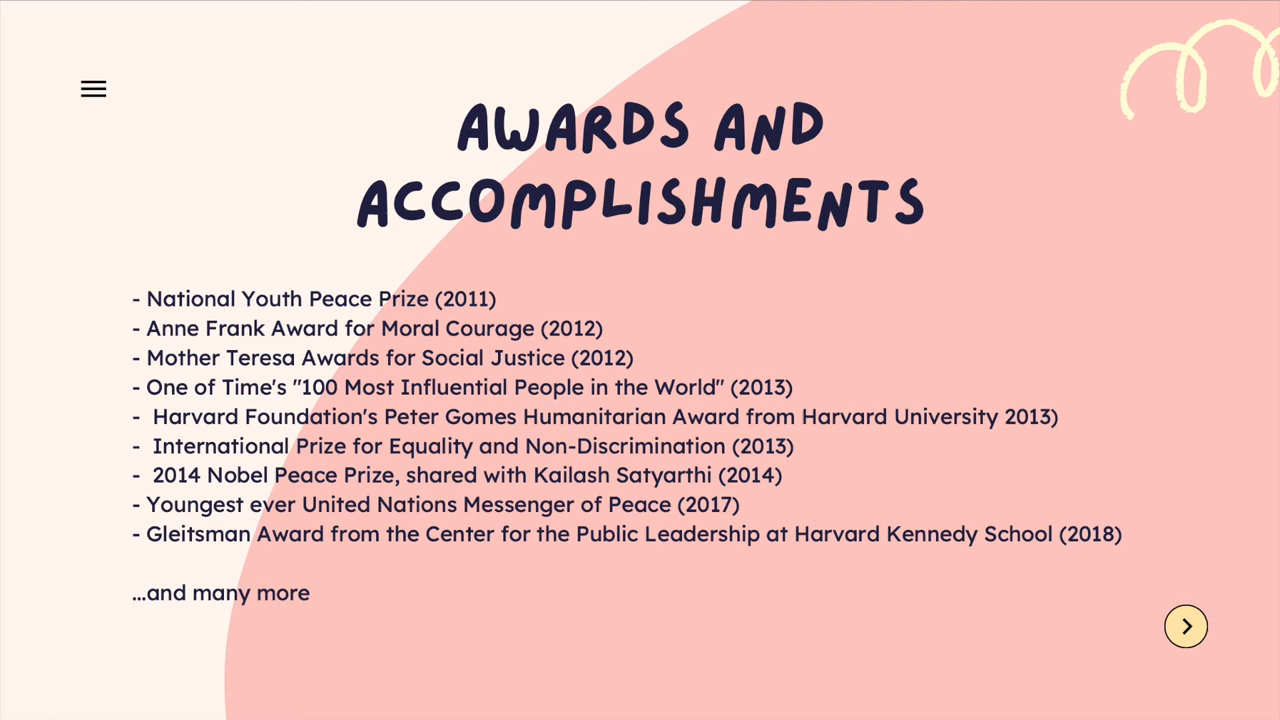 AWARDS AND
ACCOMPLISHMENTS
- National Youth Peace Prize (2011)
- Anne Frank Award for Moral Courage (2012)
- Mother Teresa Awards for Social Justice (2012)
- One of Time's "100 Most Influential People in the World" (2013)
-  Harvard Foundation's Peter Gomes Humanitarian Award from Harvard University 2013)
-  International Prize for Equality and Non-Discrimination (2013)
-  2014 Nobel Peace Prize, shared with Kailash Satyarthi (2014)
- Youngest ever United Nations Messenger of Peace (2017)
- Gleitsman Award from the Center for the Public Leadership at Harvard Kennedy School (2018)
...and many more